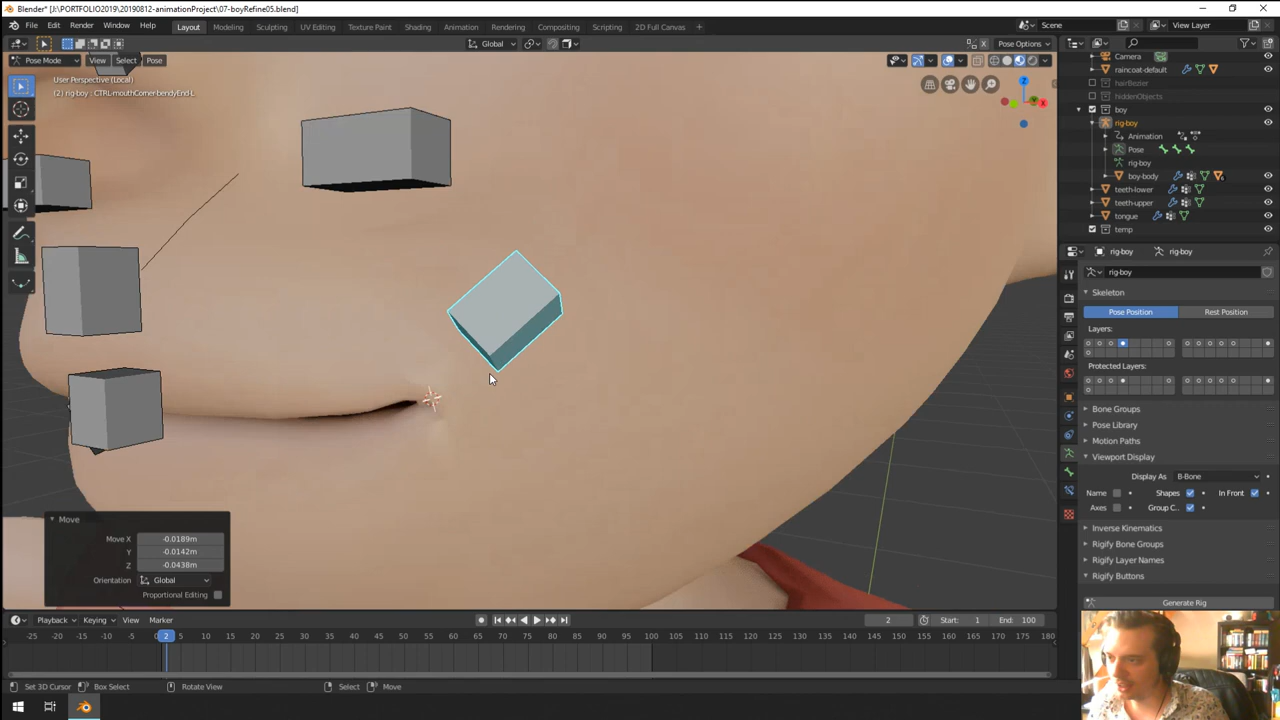 Blender* [J:\PORTFOLIO2019\20190812-animationProject\07-boyRefine05.blend]
File Edit Render Window Help Layout Modeling Sculpting UV Editing Texture Paint Shading Animation Rendering Compositing Scripting 2D Full Canvas + Scene View Layer
Global Pose Options
Pose Mode View Select Pose
User Perspective (Local)
(2) rig-boy : CTRL-mouthCorner-bendyEnd-L
Z
X
Camera
raincoat-default
hairBezier
hiddenObjects
boy
rig-boy
Animation
Pose
rig-boy
boy-body
teeth-lower
teeth-upper
tongue
temp
rig-boy rig-boy
rig-boy
Skeleton
Pose Position Rest Position
Layers:
Protected Layers:
Bone Groups
Pose Library
Motion Paths
Viewport Display
Display As B-Bone
Name Shapes In Front
Axes Group C..
Inverse Kinematics
Rigify Bone Groups
Rigify Layer Names
Rigify Buttons
Generate Rig
Move
Move X -0.0189m
Y -0.0142m
Z -0.0438m
Orientation Global
Proportional Editing
Playback Keying View Marker 2 Start: 1 End: 100
-25 -20 -15 -10 -5 2 5 10 15 20 25 30 35 40 45 50 55 60 65 70 75 80 85 90 95 100 105 110 115 120 125 130 135 140 145 150 155 160 165 170 175 180
Set 3D Cursor Box Select Rotate View Select Move